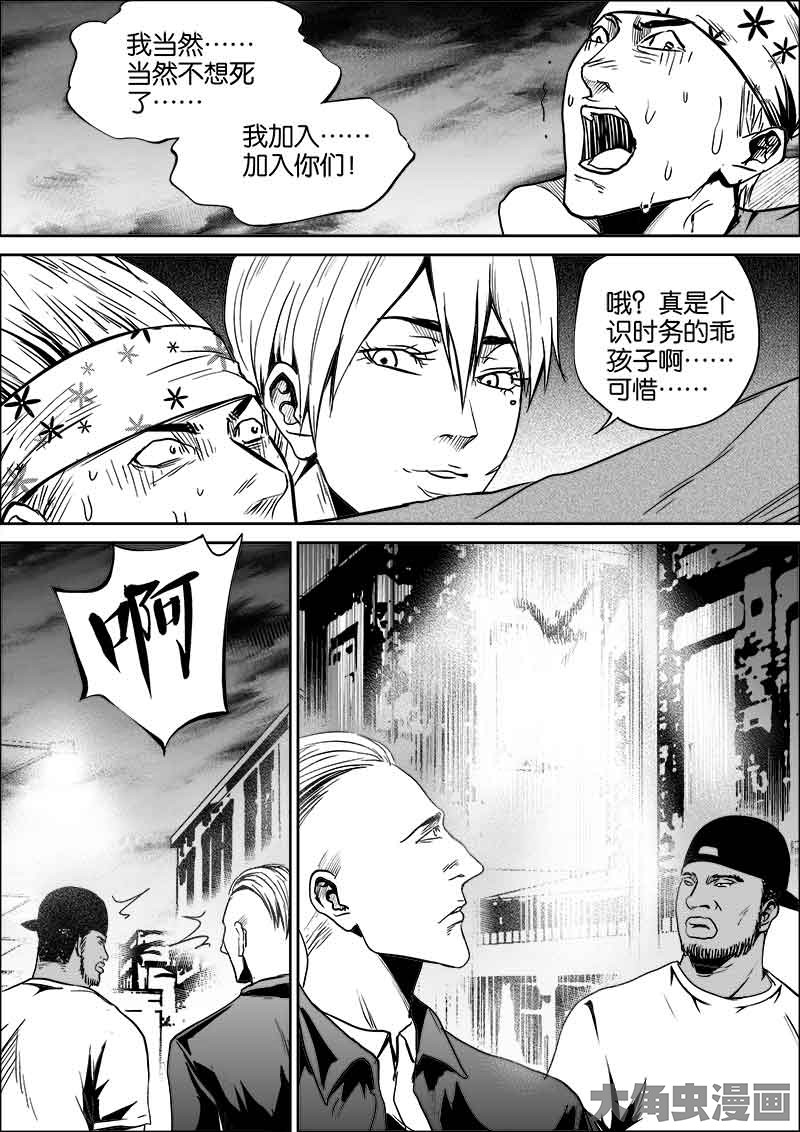 我当然……
当然不想死
了……
我加入……
加入你们！
哦？真是个
识时务的乖
孩子啊……
可惜……
啊
大角虫漫画